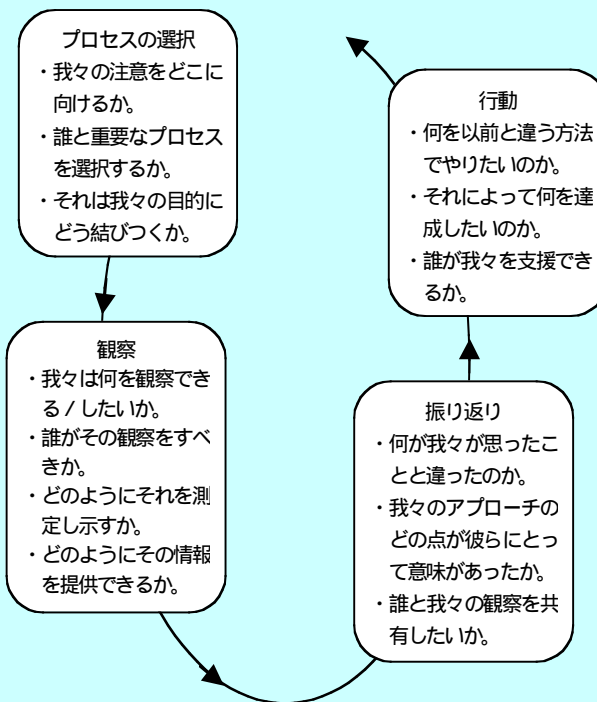 プロセスの選択
・我々の注意をどこに
向けるか。
・誰と重要なプロセス
を選択するか。
・それは我々の目的に
どう結びつくか。
観察
・我々は何を観察でき
る / したいか。
・誰がその観察をすべ
きか。
・どのようにそれを測
定し示すか。
・どのようにその情報
を提供できるか。
振り返り
・何が我々が思ったこ
とと違ったのか。
・我々のアプローチの
どの点が彼らにとっ
て意味があったか。
・誰と我々の観察を共
有したいか。
行動
・何を以前と違う方法
でやりたいのか。
・それによって何を達
成したいのか。
・誰が我々を支援でき
るか。